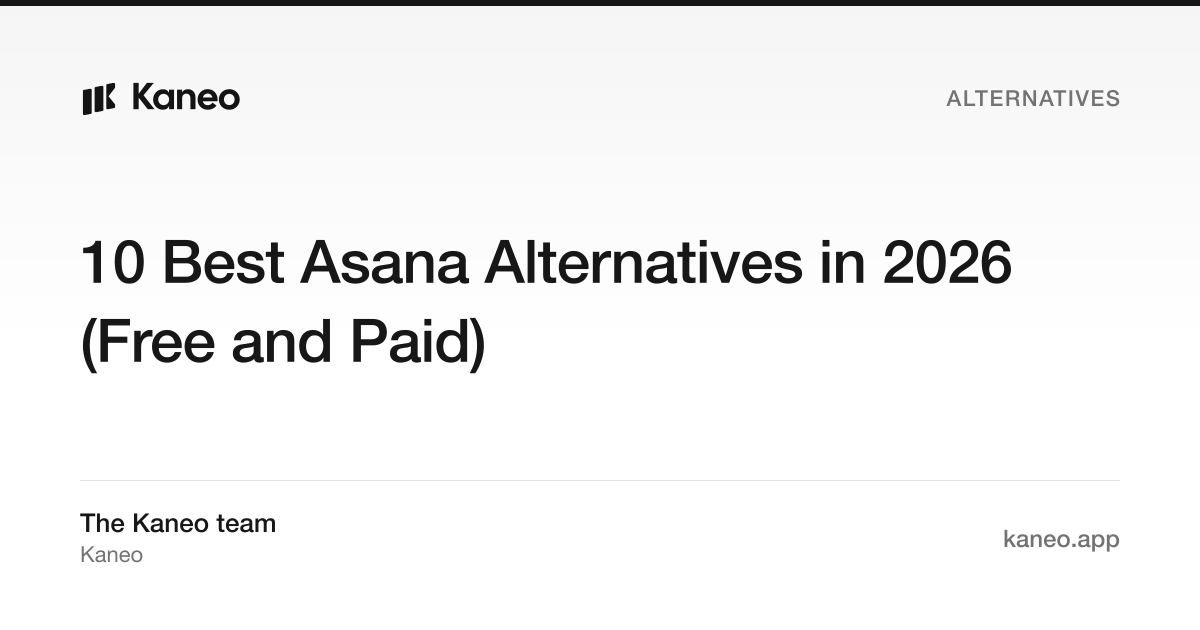 Kaneo
ALTERNATIVES
10 Best Asana Alternatives in 2026
(Free and Paid)
The Kaneo team
Kaneo
kaneo.app